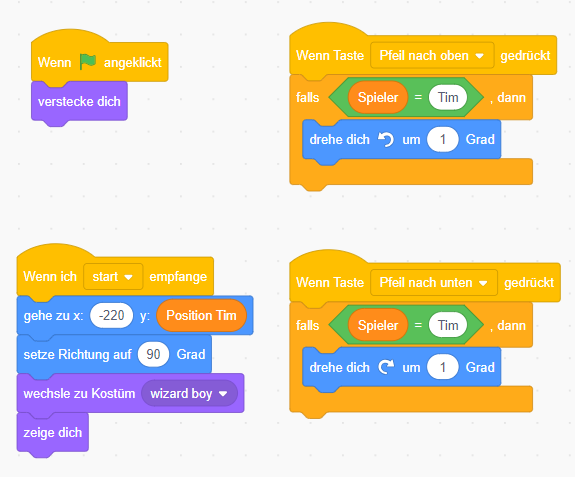 Wenn angeklickt
verstecke dich
Wenn Taste Pfeil nach oben gedrückt
falls Spieler = Tim , dann
drehe dich um 1 Grad
Wenn ich start empfange
gehe zu x: -220 y: Position Tim
setze Richtung auf 90 Grad
wechsle zu Kostüm wizard boy
zeige dich
Wenn Taste Pfeil nach unten gedrückt
falls Spieler = Tim , dann
drehe dich um 1 Grad